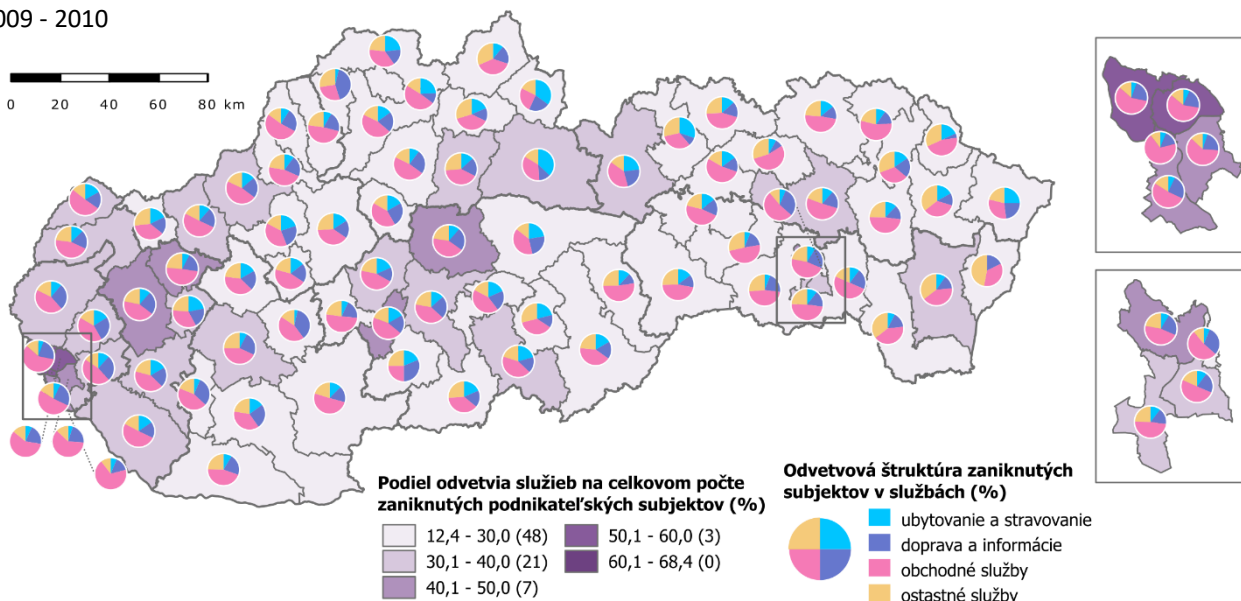 009 - 2010
0 20 40 60 80 km
Podiel odvetvia služieb na celkovom počte
zaniknutých podnikateľských subjektov (%)
12,4 - 30,0 (48)
30,1 - 40,0 (21)
40,1 - 50,0 (7)
50,1 - 60,0 (3)
60,1 - 68,4 (0)
Odvetvová štruktúra zaniknutých
subjektov v službách (%)
ubytovanie a stravovanie
doprava a informácie
obchodné služby
ostastné služby